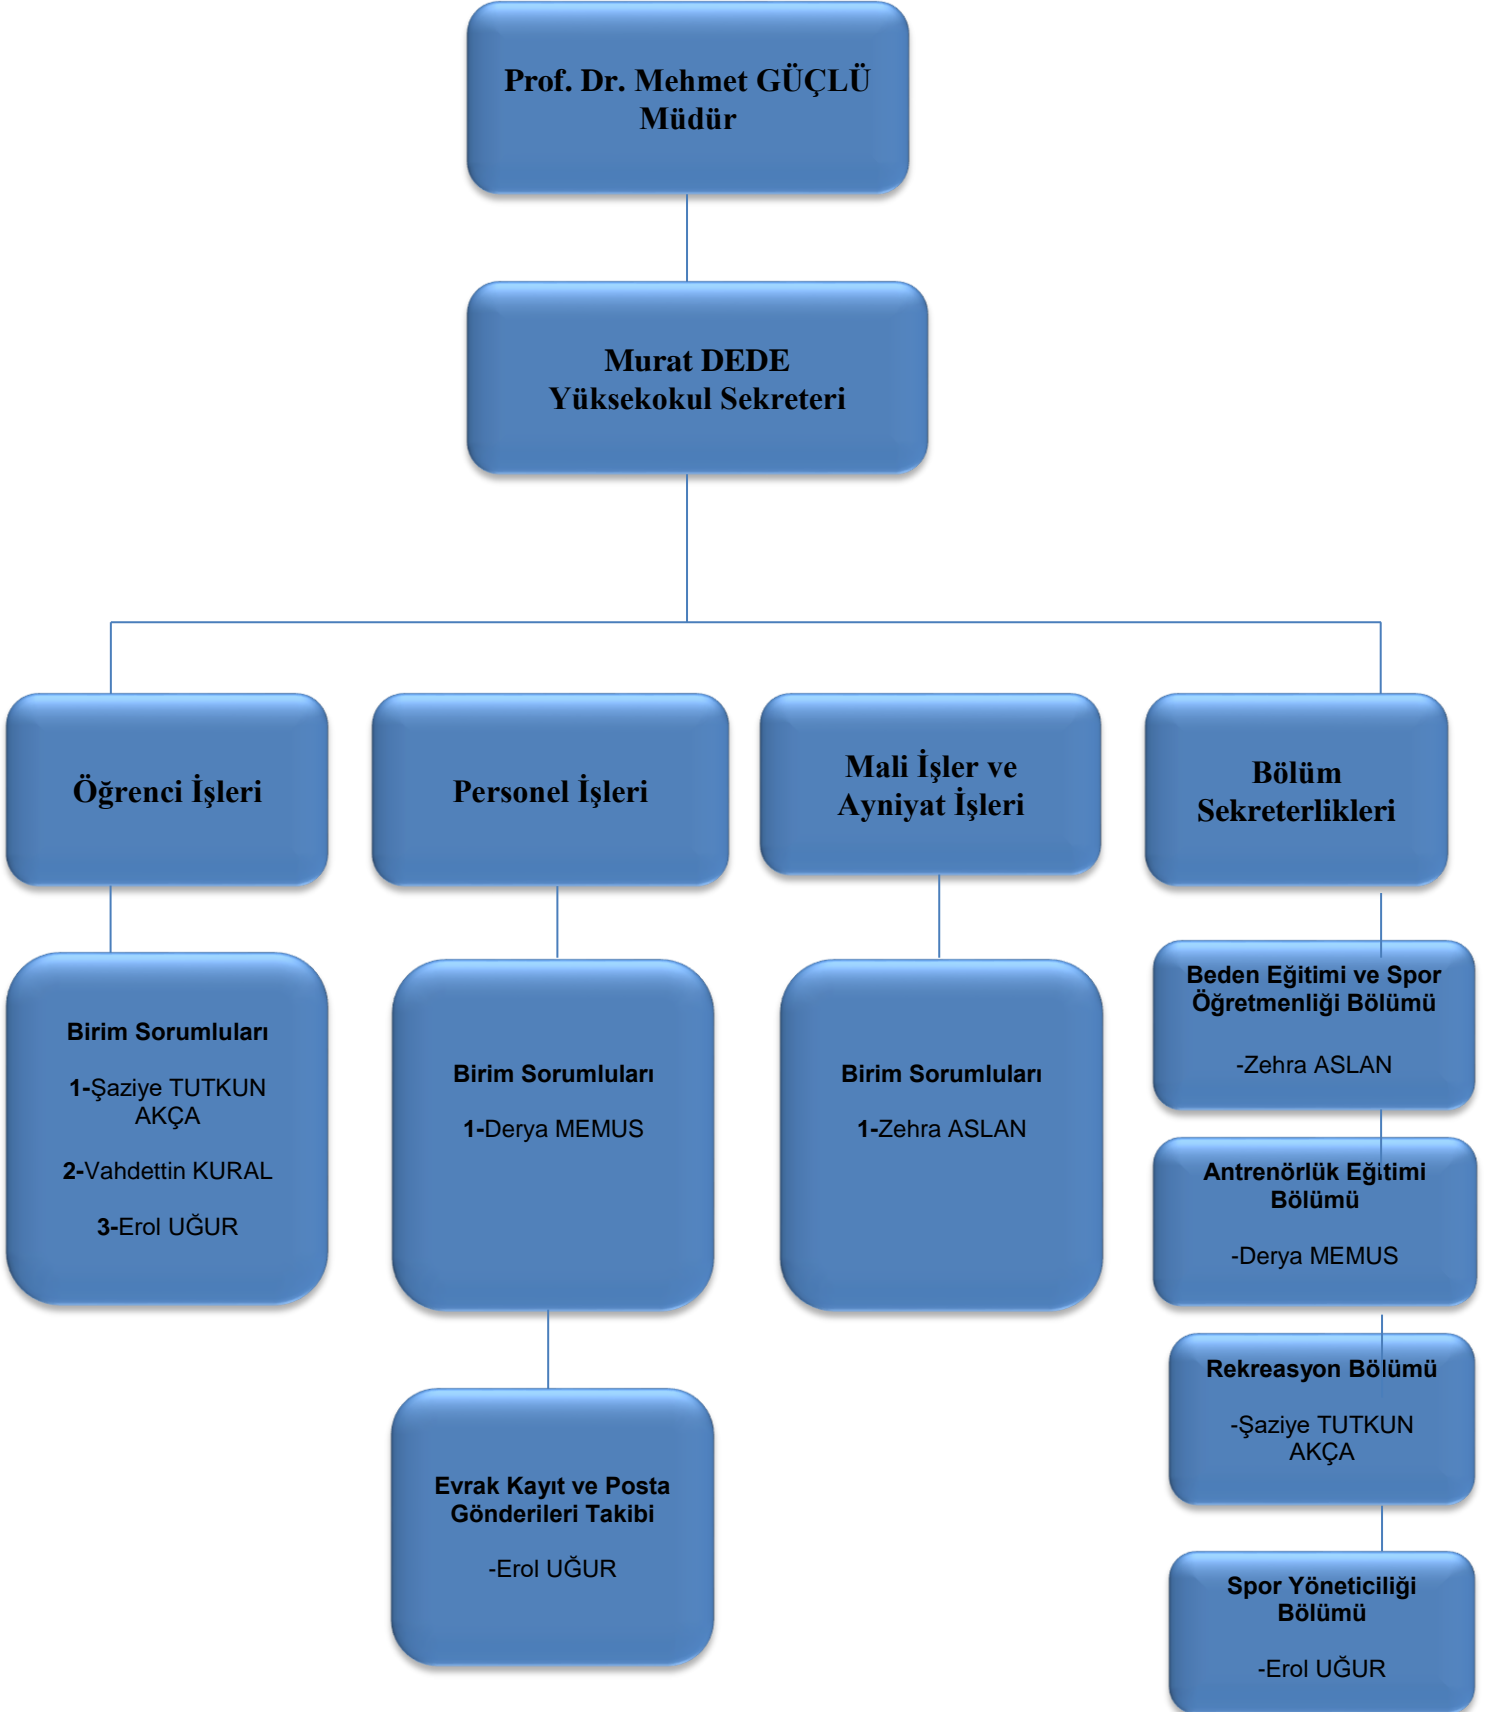 Prof. Dr. Mehmet GÜÇLÜ
Müdür
Murat DEDE
Yüksekokul Sekreteri
Öğrenci İşleri
Personel İşleri
Mali İşler ve
Ayniyat İşleri
Bölüm
Sekreterlikleri
Birim Sorumluları
1-Şaziye TUTKUN
AKÇA
2-Vahdettin KURAL
3-Erol UĞUR
Birim Sorumluları
1-Derya MEMUS
Evrak Kayıt ve Posta
Gönderileri Takibi
-Erol UĞUR
Birim Sorumluları
1-Zehra ASLAN
Beden Eğitimi ve Spor
Öğretmenliği Bölümü
-Zehra ASLAN
Antrenörlük Eğitimi
Bölümü
-Derya MEMUS
Rekreasyon Bölümü
-Şaziye TUTKUN
AKÇA
Spor Yöneticiliği
Bölümü
-Erol UĞUR